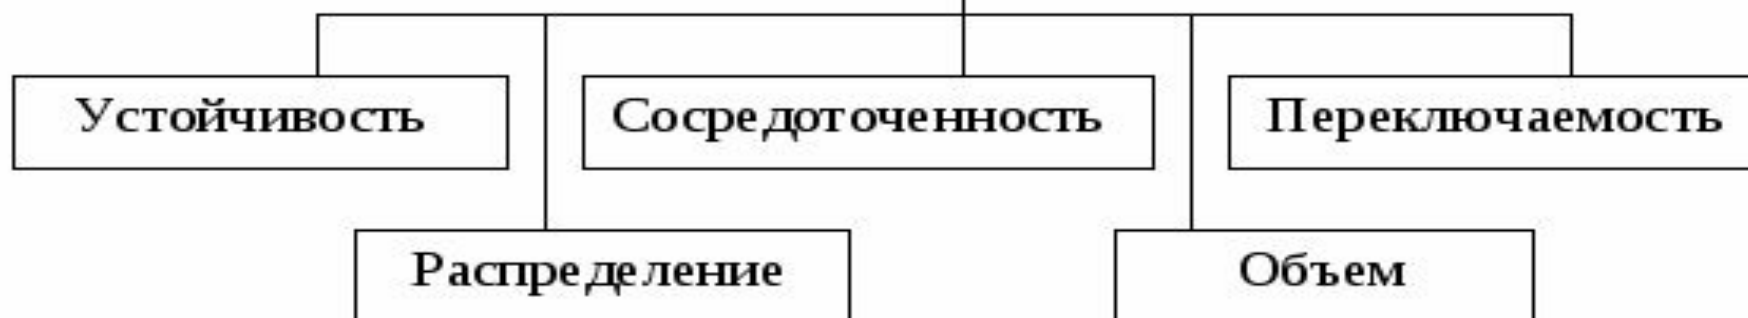 Устойчивость
Сосредоточенность
Переключаемость
Распределение
Объем